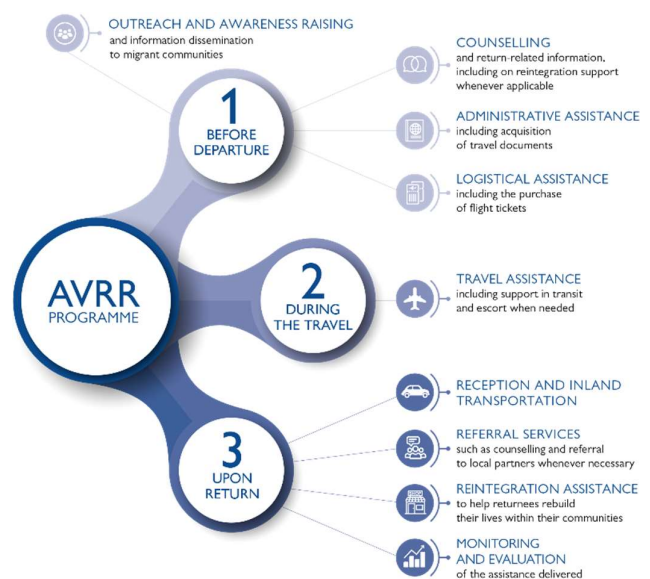 OUTREACH AND AWARENESS RAISING
and information dissemination
to migrant communities
1
BEFORE
DEPARTURE
COUNSELLING
and return-related information,
including on reintegration support
whenever applicable
ADMINISTRATIVE ASSISTANCE
including acquisition
of travel documents
LOGISTICAL ASSISTANCE
including the purchase
of flight tickets
AVRR
PROGRAMME
2
DURING
THE TRAVEL
TRAVEL ASSISTANCE
including support in transit
and escort when needed
3
UPON
RETURN
RECEPTION AND INLAND
TRANSPORTATION
REFERRAL SERVICES
such as counselling and referral
to local partners whenever necessary
REINTEGRATION ASSISTANCE
to help returnees rebuild
their lives within their communities
MONITORING
AND EVALUATION
of the assistance delivered